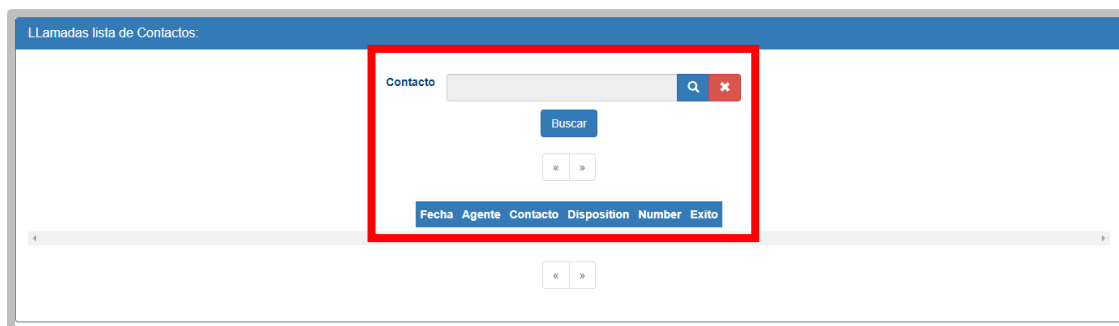 LLamadas lista de Contactos:
Contacto
Buscar
« »
Fecha Agente Contacto Disposition Number Exito
« »